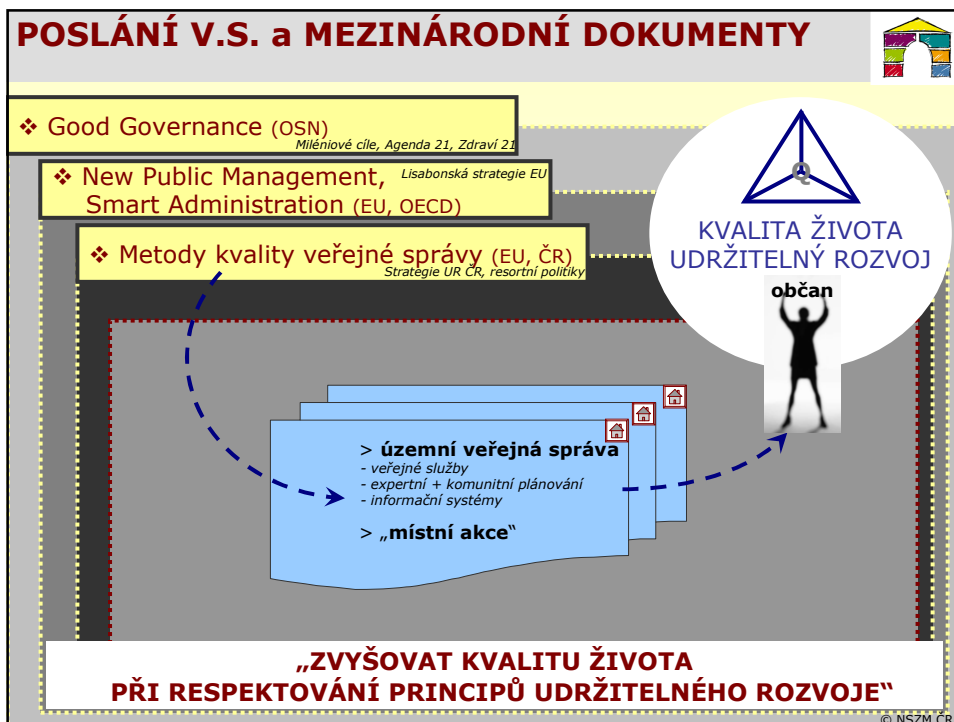 POSLÁNÍ V.S. a MEZINÁRODNÍ DOKUMENTY
❖ Good Governance (OSN)
Miléniové cíle, Agenda 21, Zdraví 21
❖ New Public Management, Lisabonská strategie EU
Smart Administration (EU, OECD)
❖ Metody kvality veřejné správy (EU, ČR)
Strategie UR ČR, resortní politiky
Q
KVALITA ŽIVOTA
UDRŽITELNÝ ROZVOJ
občan
> územní veřejná správa
- veřejné služby
- expertní + komunitní plánování
- informační systémy
> „místní akce“
„ZVYŠOVAT KVALITU ŽIVOTA
PŘI RESPEKTOVÁNÍ PRINCIPŮ UDRŽITELNÉHO ROZVOJE“
© NSZM ČR